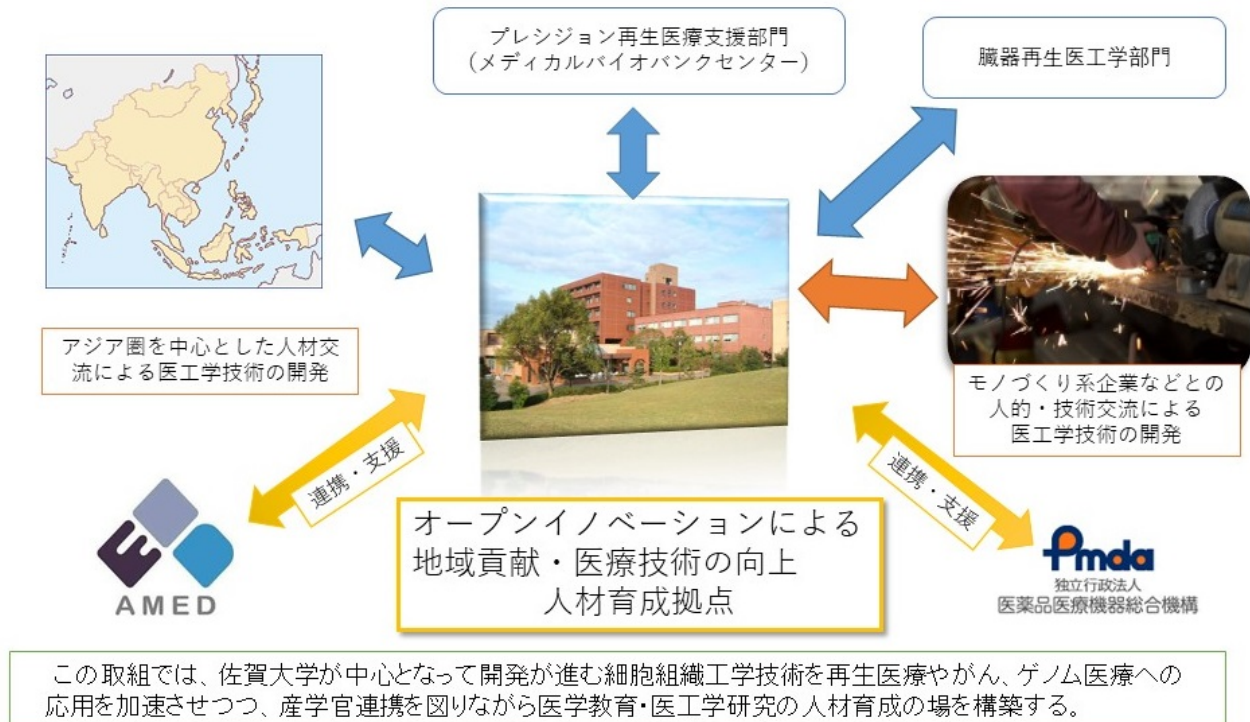 プレシジョン再生医療支援部門
（メディカルバイオバンクセンター）
臓器再生医工学部門
アジア圏を中心とした人材交
流による医工学技術の開発
モノづくり系企業などとの
人的・技術交流による
医工学技術の開発
連携・支援
連携・支援
AMED
オープンイノベーションによる
地域貢献・医療技術の向上
人材育成拠点
Pmda
独立行政法人
医薬品医療機器総合機構
この取組では、佐賀大学が中心となって開発が進む細胞組織工学技術を再生医療やがん、ゲノム医療への
応用を加速させつつ、産学官連携を図りながら医学教育・医工学研究の人材育成の場を構築する。